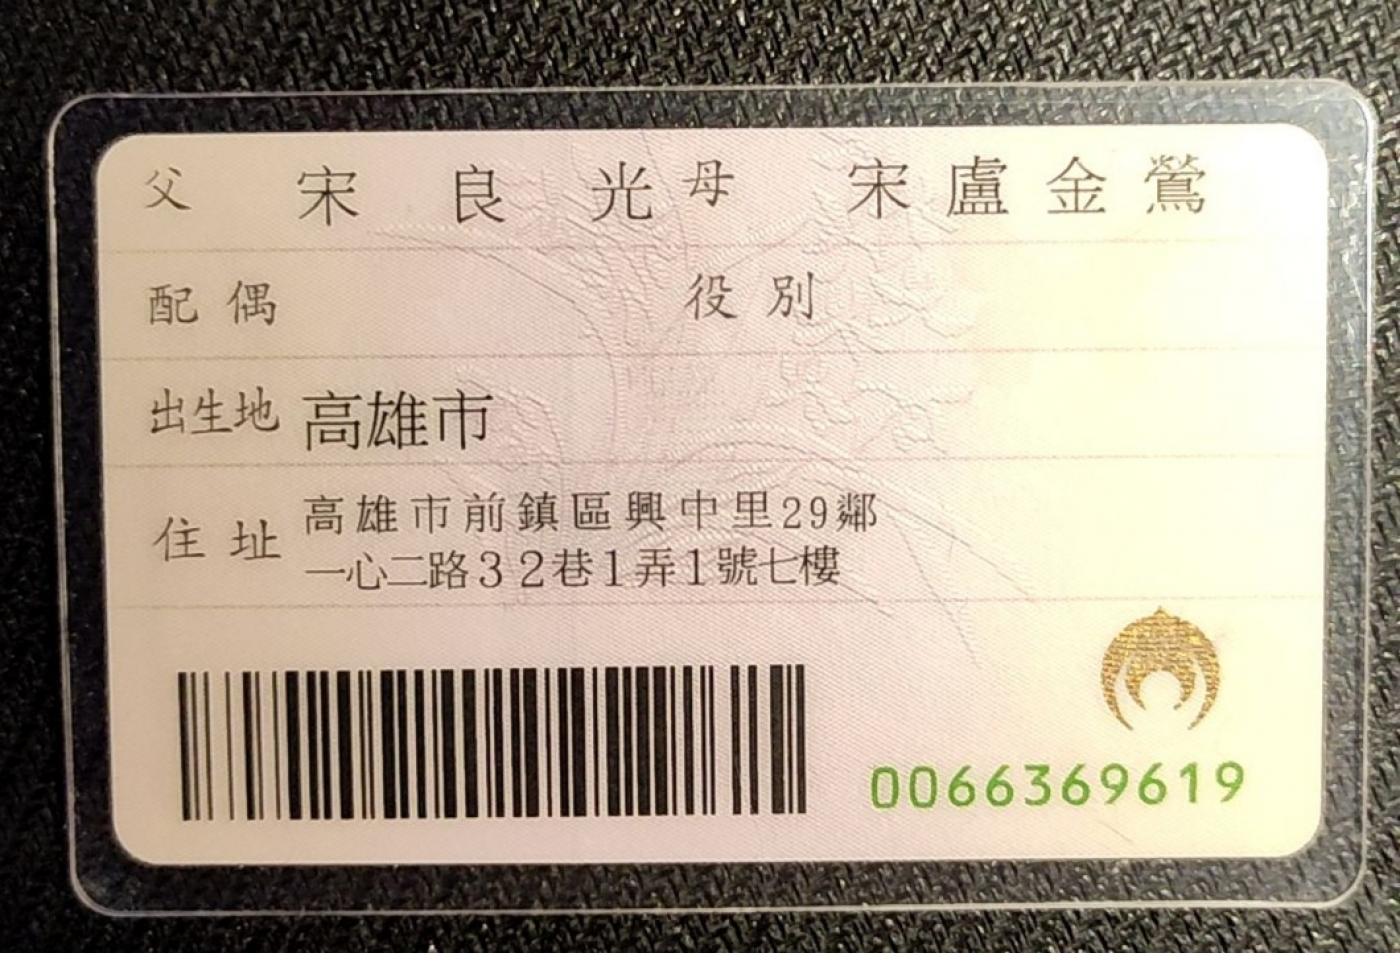 父 宋良光 母 宋盧金鶯
配偶 役別
出生地 高雄市
住址 高雄市前鎮區興中里29鄰
一心二路32巷1弄1號七樓
0066369619